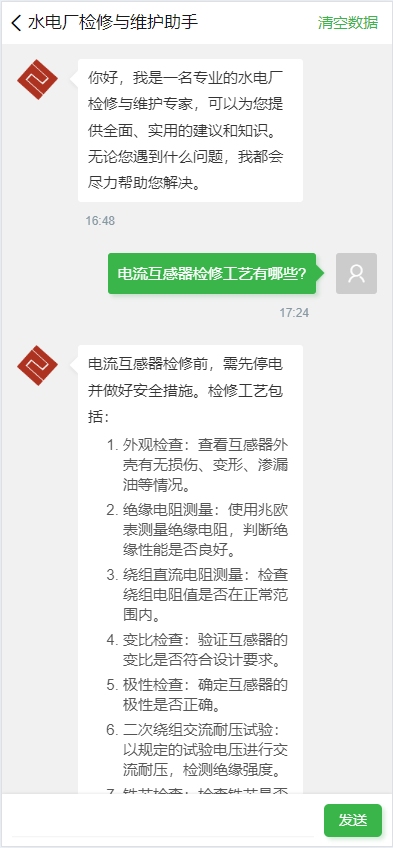 水电厂检修与维护助手
清空数据
你好，我是一名专业的水电厂
检修与维护专家，可以为您提
供全面、实用的建议和知识。
无论您遇到什么问题，我都会
尽力帮助您解决。
16:48
电流互感器检修工艺有哪些?
17:24
电流互感器检修前，需先停电
并做好安全措施。检修工艺包
括：
1. 外观检查：查看互感器外
壳有无损伤、变形、渗漏
油等情况。
2. 绝缘电阻测量：使用兆欧
表测量绝缘电阻，判断绝
缘性能是否良好。
3. 绕组直流电阻测量：检查
绕组电阻值是否在正常范
围内。
4. 变比检查：验证互感器的
变比是否符合设计要求。
5. 极性检查：确定互感器的
极性是否正确。
6. 二次绕组交流耐压试验：
以规定的试验电压进行交
流耐压，检测绝缘强度。
7. 铁芯检查：检查铁芯是否
发送